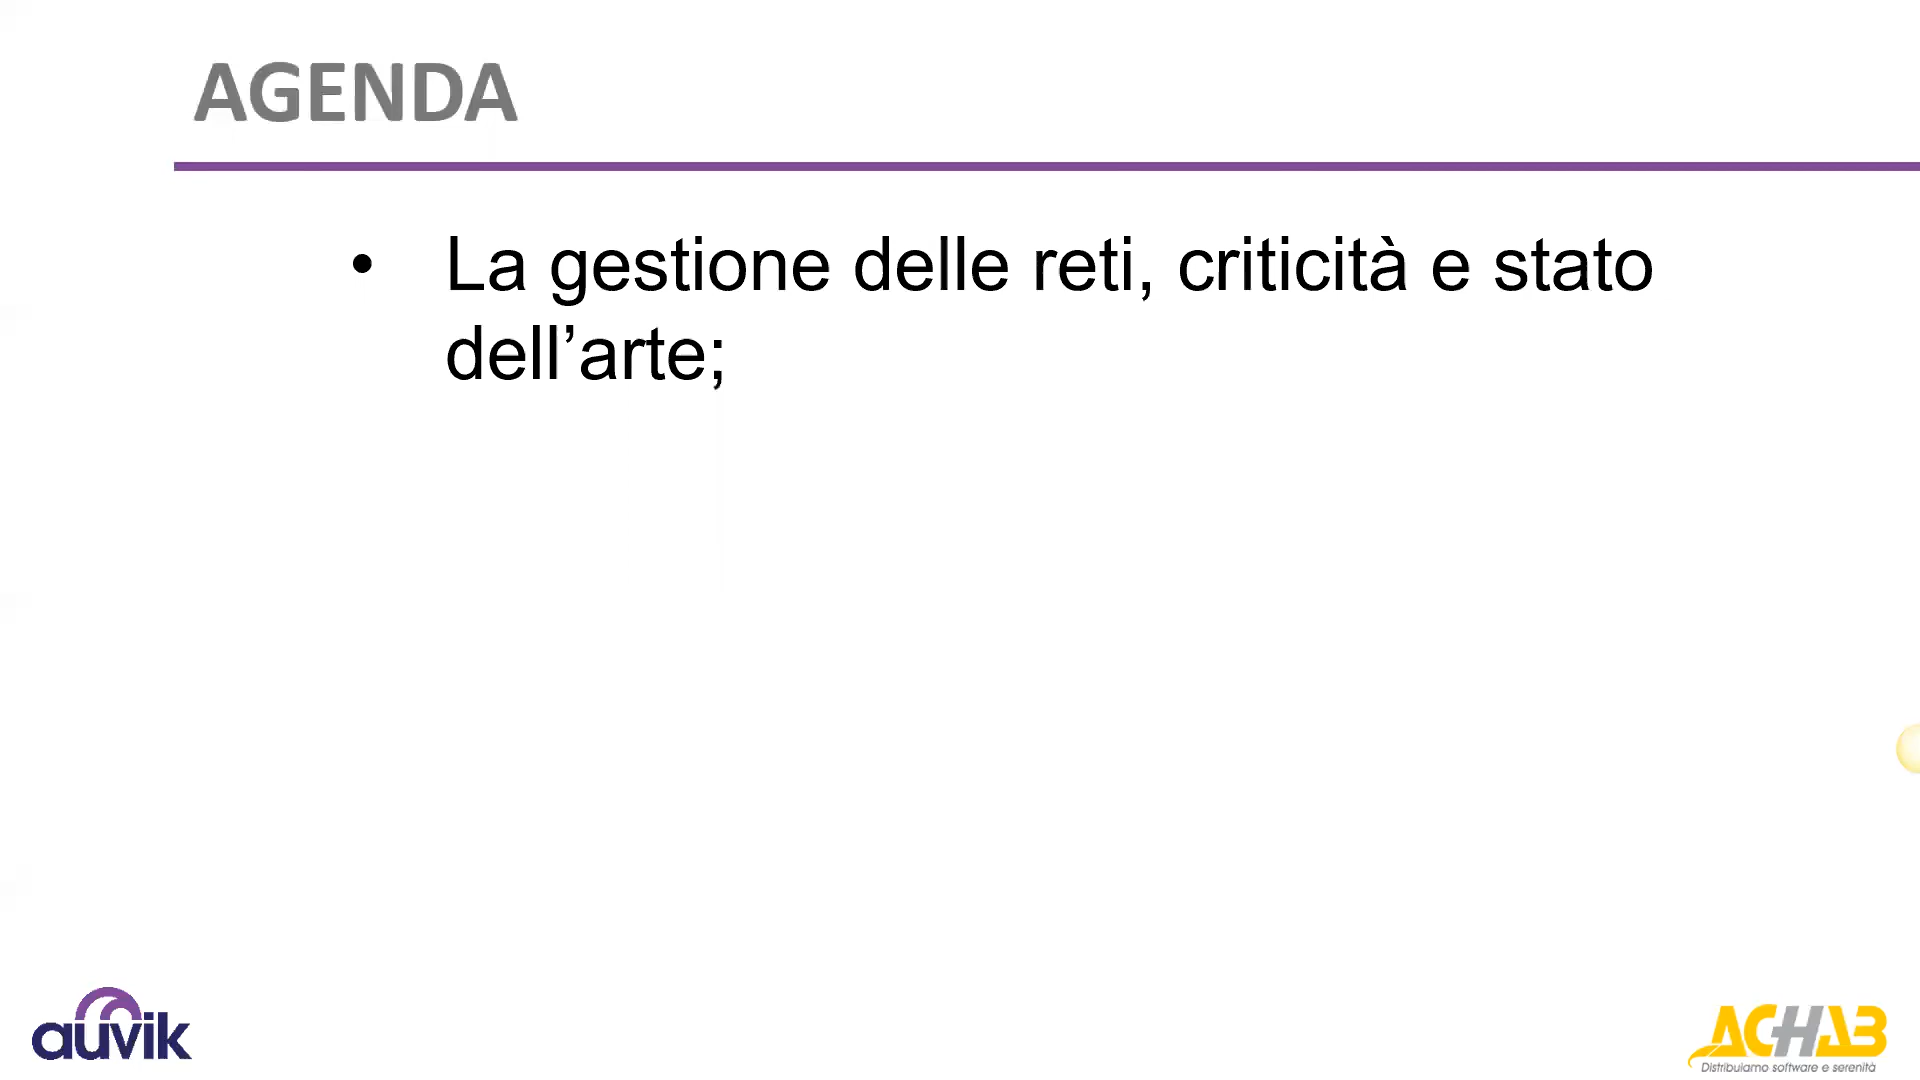 AGENDA
• La gestione delle reti, criticità e stato
dell’arte;
auvik
ACHAB
Distribuiamo software e serenità